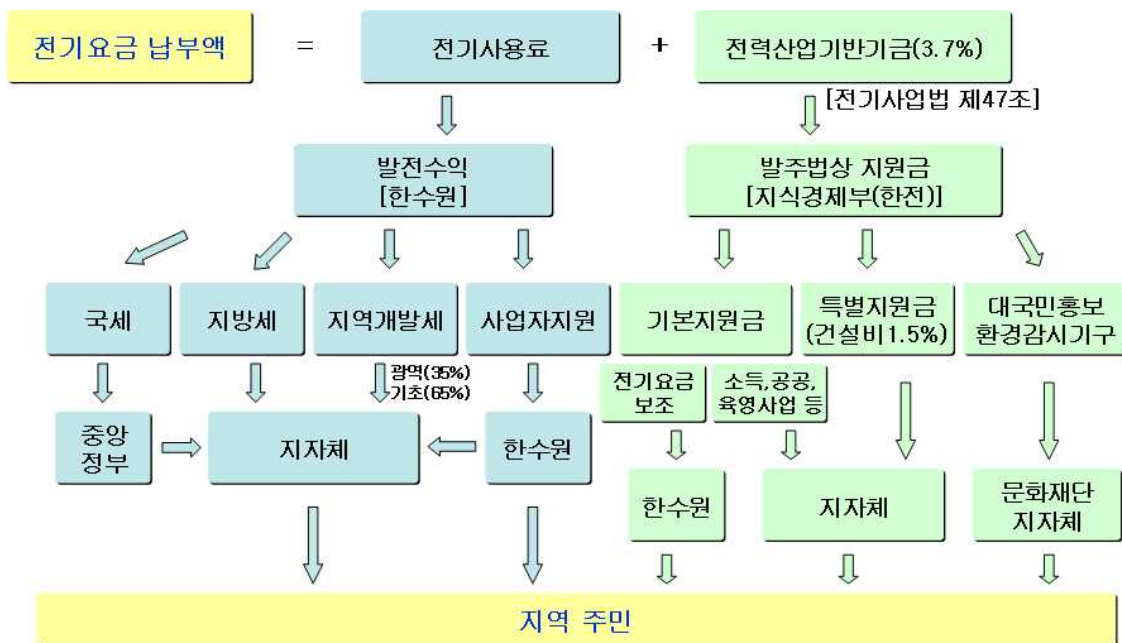 전기요금 납부액 = 전기사용료 + 전력산업기반기금(3.7%)
[전기사업법 제47조]
발전수익
[한수원]
발주법상 지원금
[지식경제부(한전)]
국세
지방세
지역개발세
사업자지원
기본지원금
특별지원금
(건설비1.5%)
대국민홍보
환경감시기구
광역(35%)
기초(65%)
전기요금
보조
소득,공공,
육영사업 등
중앙
정부
지자체
한수원
한수원
지자체
문화재단
지자체
지역 주민